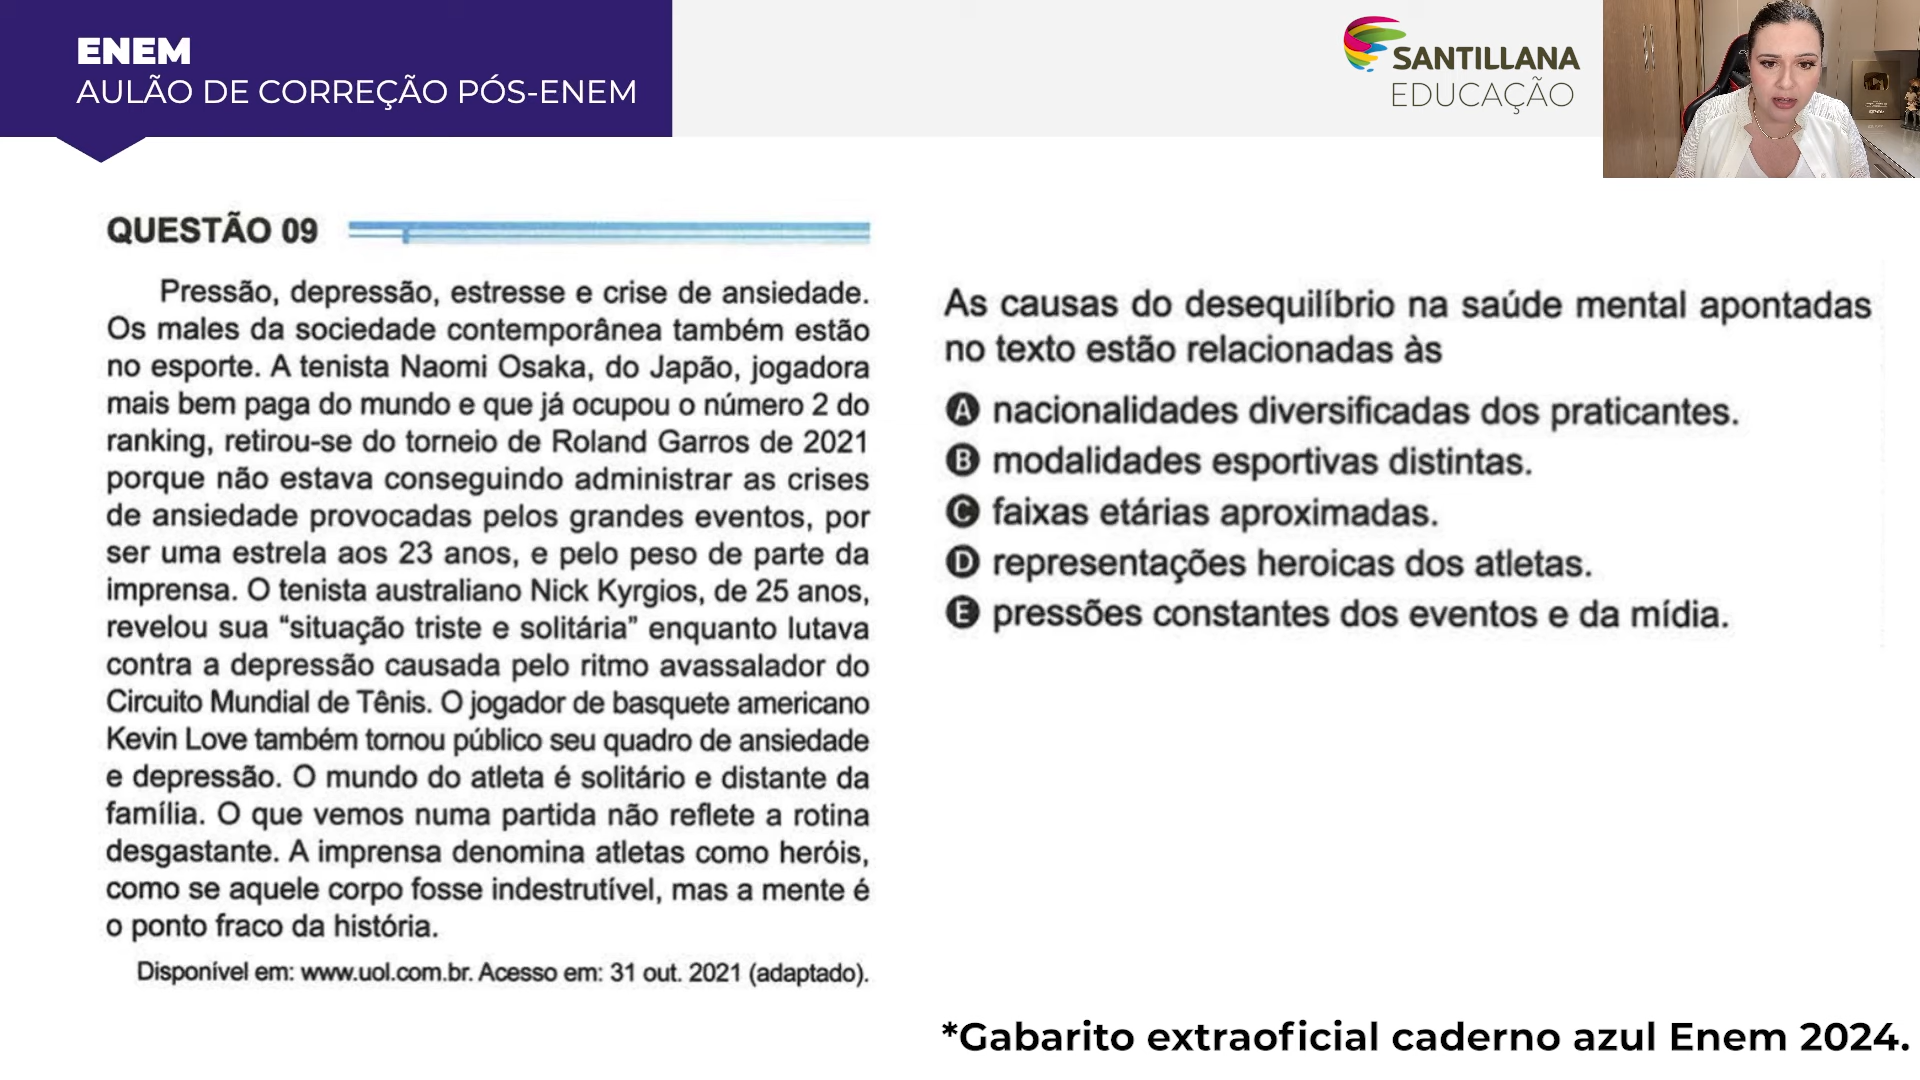 ENEM
AULÃO DE CORREÇÃO PÓS-ENEM
SANTILLANA
EDUCAÇÃO
QUESTÃO 09
Pressão, depressão, estresse e crise de ansiedade.
Os males da sociedade contemporânea também estão
no esporte. A tenista Naomi Osaka, do Japão, jogadora
mais bem paga do mundo e que já ocupou o número 2 do
ranking, retirou-se do torneio de Roland Garros de 2021
porque não estava conseguindo administrar as crises
de ansiedade provocadas pelos grandes eventos, por
ser uma estrela aos 23 anos, e pelo peso de parte da
imprensa. O tenista australiano Nick Kyrgios, de 25 anos,
revelou sua “situação triste e solitária” enquanto lutava
contra a depressão causada pelo ritmo avassalador do
Circuito Mundial de Tênis. O jogador de basquete americano
Kevin Love também tornou público seu quadro de ansiedade
e depressão. O mundo do atleta é solitário e distante da
família. O que vemos numa partida não reflete a rotina
desgastante. A imprensa denomina atletas como heróis,
como se aquele corpo fosse indestrutível, mas a mente é
o ponto fraco da história.
Disponível em: www.uol.com.br. Acesso em: 31 out. 2021 (adaptado).
As causas do desequilíbrio na saúde mental apontadas
no texto estão relacionadas às
A nacionalidades diversificadas dos praticantes.
B modalidades esportivas distintas.
C faixas etárias aproximadas.
D representações heroicas dos atletas.
E pressões constantes dos eventos e da mídia.
*Gabarito extraoficial caderno azul Enem 2024.